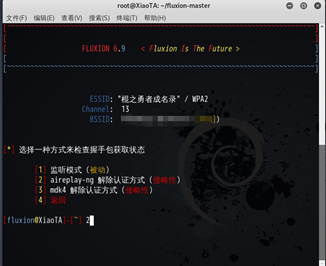 root@XiaoTA: ~/fluxion-master
文件(F) 编辑(E) 查看(V) 搜索(S) 终端(T) 帮助(H)
FLUXION 6.9 < Fluxion Is The Future >
ESSID: "棍之勇者成名录" / WPA2
Channel: 13
BSSID:
[*] 选择一种方式来检查握手包获取状态
[1] 监听模式 (被动)
[2] aireplay-ng 解除认证方式 (侵略性)
[3] mdk4 解除认证方式 (侵略性)
[4] 返回
[fluxion@XiaoTA]-[~] 2